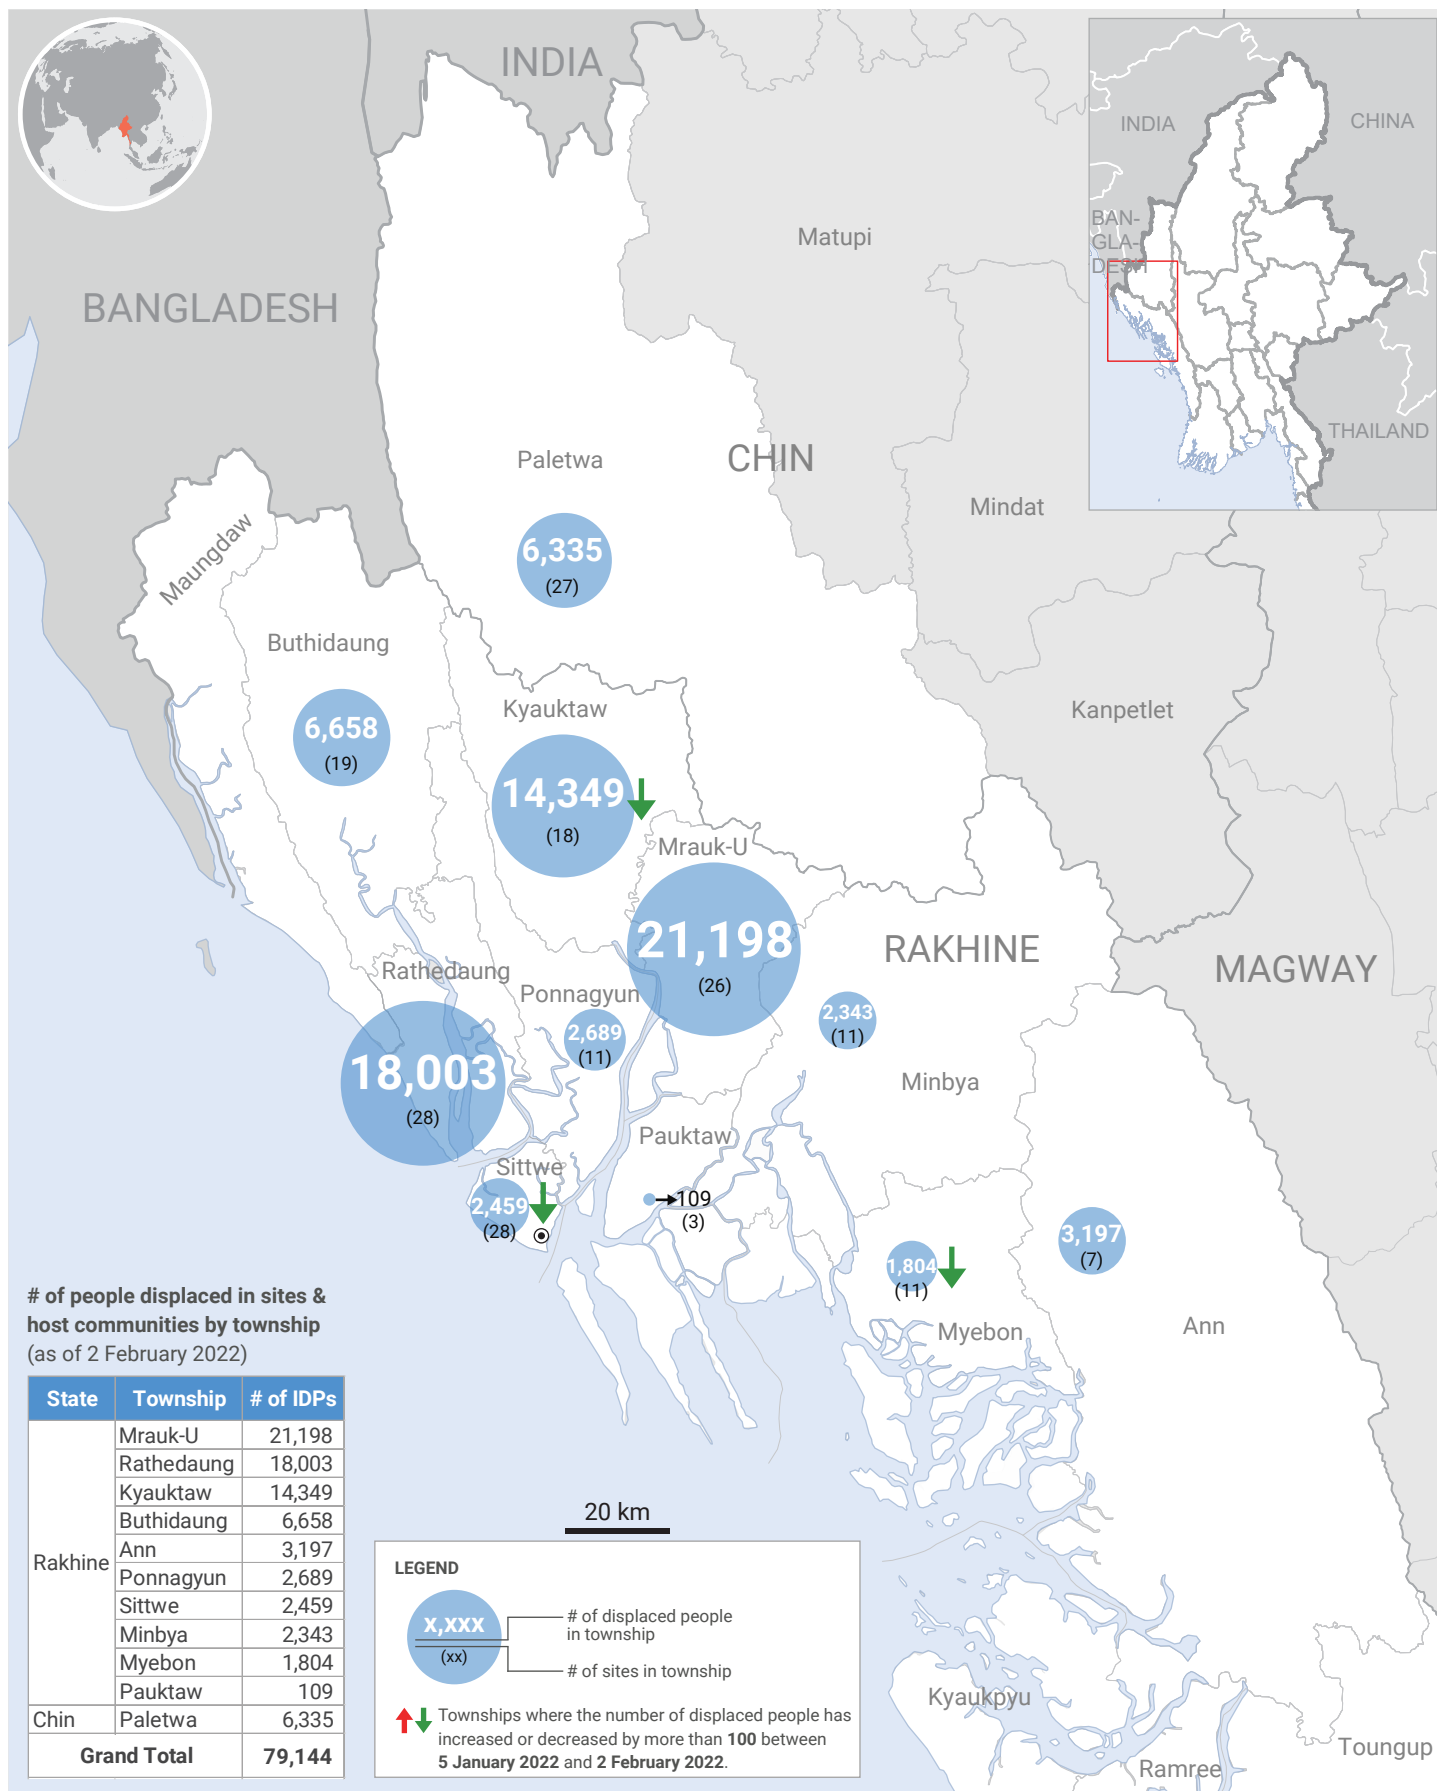 INDIA
BANGLADESH
Matupi
INDIA
CHINA
BAN-
GLA-
DESH
THAILAND
Paletwa
CHIN
6,335
(27)
Mindat
Maungdaw
Buthidaung
6,658
(19)
Kyauktaw
14,349
(18)
Kanpetlet
Mrauk-U
21,198
(26)
RAKHINE
MAGWAY
Rathedaung
18,003
(28)
Ponnagyun
2,689
(11)
2,343
(11)
Minbya
Pauktaw
109
(3)
Sittwe
2,459
(28)
1,804
(11)
Myebon
3,197
(7)
Ann
# of people displaced in sites &
host communities by township
(as of 2 February 2022)
State Township # of IDPs
Rakhine
Mrauk-U 21,198
Rathedaung 18,003
Kyauktaw 14,349
Buthidaung 6,658
Ann 3,197
Ponnagyun 2,689
Sittwe 2,459
Minbya 2,343
Myebon 1,804
Pauktaw 109
Chin Paletwa 6,335
Grand Total 79,144
20 km
LEGEND
x,xxx
(xx)
# of displaced people
in township
# of sites in township
Townships where the number of displaced people has
increased or decreased by more than 100 between
5 January 2022 and 2 February 2022.
Kyaukpyu
Ramree
Toungup